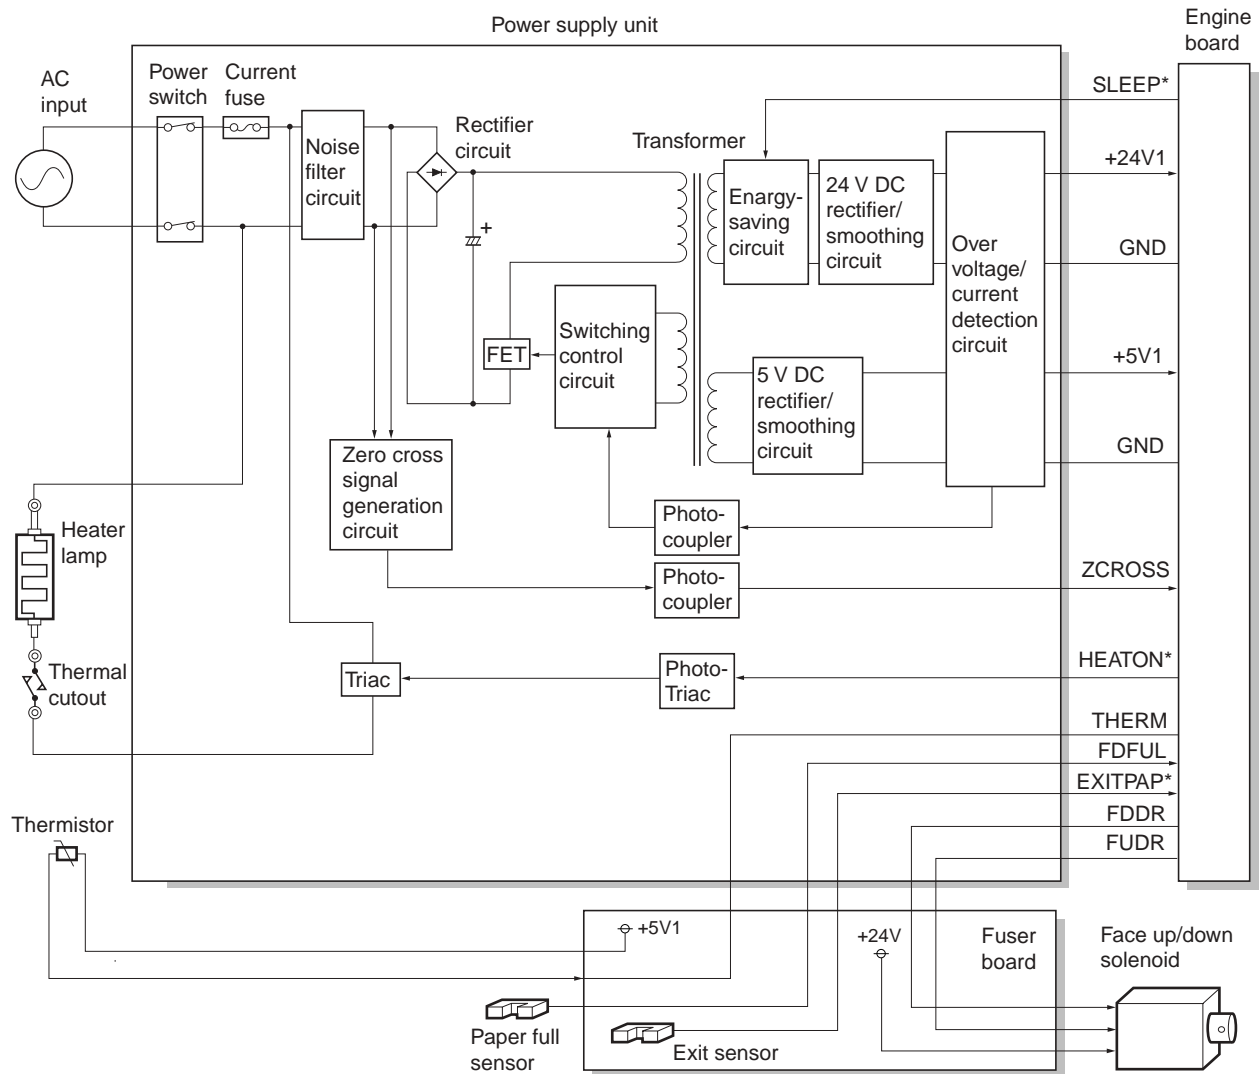 Power supply unit
Engine
board
AC
input
Power
switch
Current
fuse
Noise
filter
circuit
Rectifier
circuit
+
Transformer
Enargy-
saving
circuit
24 V DC
rectifier/
smoothing
circuit
Over
voltage/
current
detection
circuit
SLEEP*
+24V1
GND
+5V1
GND
FET
Switching
control
circuit
5 V DC
rectifier/
smoothing
circuit
Zero cross
signal
generation
circuit
Photo-
coupler
Photo-
coupler
ZCROSS
Heater
lamp
Thermal
cutout
Triac
Photo-
Triac
HEATON*
THERM
FDFUL
EXITPAP*
FDDR
FUDR
Thermistor
+5V1
+24V
Fuser
board
Face up/down
solenoid
Paper full
sensor
Exit sensor